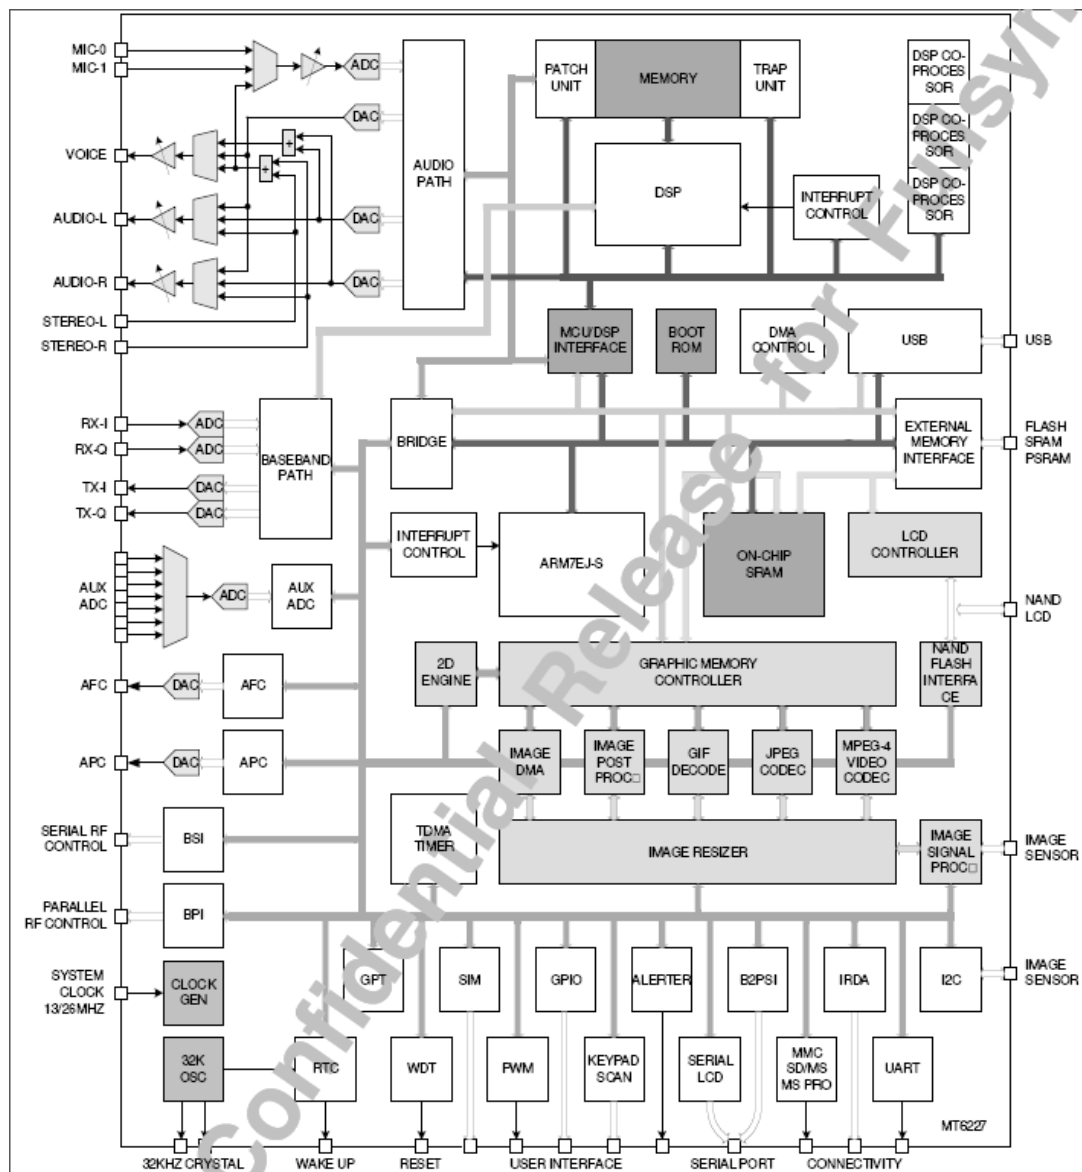 MIC-0
MIC-1
ADC
DAC
VOICE
+
+
AUDIO-L
DAC
AUDIO-R
DAC
STEREO-L
STEREO-R
AUDIO
PATH
PATCH
UNIT
MEMORY
TRAP
UNIT
DSP CO-
PROCES
SOR
DSP CO-
PROCES
SOR
DSP CO-
PROCES
SOR
DSP
INTERRUPT
CONTROL
MCU/DSP
INTERFACE
BOOT
ROM
DMA
CONTROL
USB
USB
RX-I
ADC
RX-Q
ADC
TX-I
DAC
TX-Q
DAC
BASEBAND
PATH
BRIDGE
EXTERNAL
MEMORY
INTERFACE
FLASH
SRAM
PSRAM
INTERRUPT
CONTROL
ARM7EJ-S
ON-CHIP
SRAM
LCD
CONTROLLER
AUX
ADC
ADC
AUX
ADC
NAND
LCD
2D
ENGINE
GRAPHIC MEMORY
CONTROLLER
NAND
FLASH
INTERFA
CE
AFC
DAC
AFC
APC
DAC
APC
IMAGE
DMA
IMAGE
POST
PROC□
GIF
DECODE
JPEG
CODEC
MPEG-4
VIDEO
CODEC
SERIAL RF
CONTROL
BSI
TDMA
TIMER
IMAGE RESIZER
IMAGE
SIGNAL
PROC□
IMAGE
SENSOR
PARALLEL
RF CONTROL
BPI
SYSTEM
CLOCK
13/26MHZ
CLOCK
GEN
GPT
SIM
GPIO
ALERTER
B2PSI
IRDA
I2C
IMAGE
SENSOR
32K
OSC
RTC
WDT
PWM
KEYPAD
SCAN
SERIAL
LCD
MMC
SD/MS
MS PRO
UART
MT6227
32KHZ CRYSTAL
WAKE UP
RESET
USER INTERFACE
SERIAL PORT
CONNECTIVITY
Confidential Release for Fullsyn